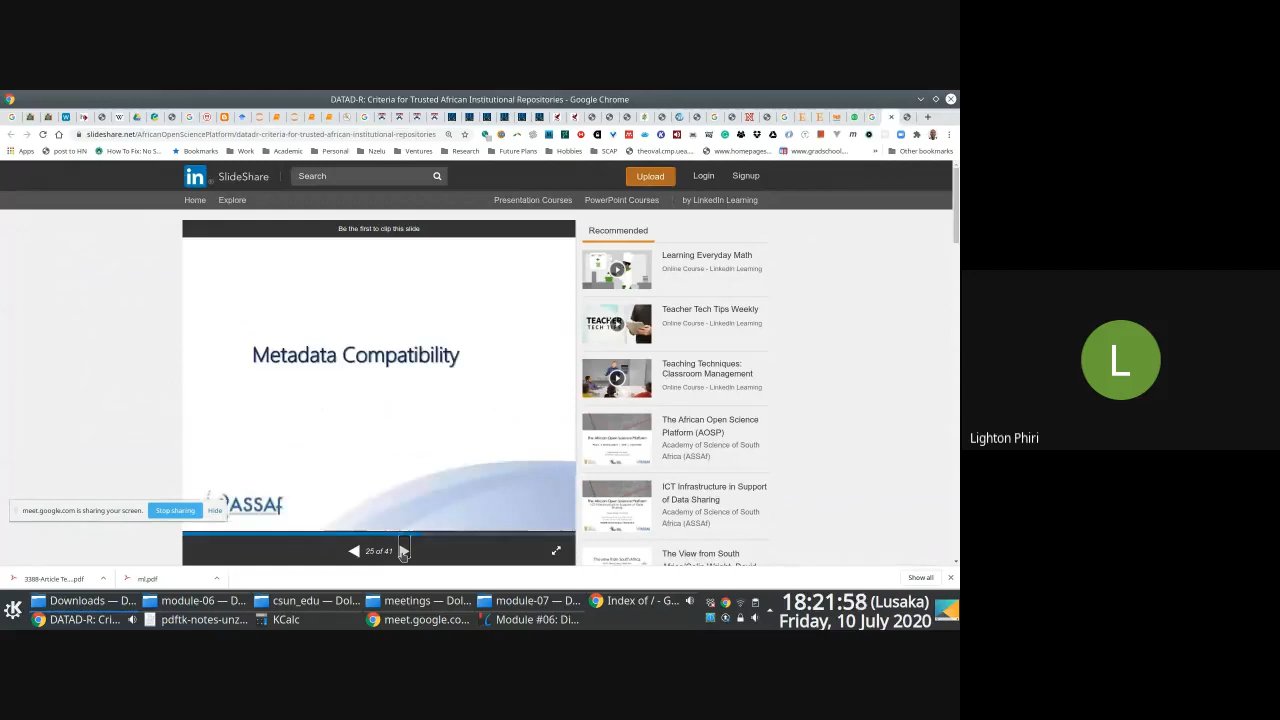 DATAD-R: Criteria for Trusted African Institutional Repositories - Google Chrome
slideshare.net/AfricanOpenSciencePlatform/datadr-criteria-for-trusted-african-institutional-repositories
Apps post to HN How To Fix: No S... Bookmarks Work Academic Personal Nzelu Ventures Research Future Plans Hobbies SCAP theoval.cmp.uea.... www.homepages... www.gradschool.... » Other bookmarks
in SlideShare Search Upload Login Signup
Home Explore Presentation Courses PowerPoint Courses by LinkedIn Learning
Be the first to clip this slide
Metadata Compatibility
ASSAf
25 of 41
Recommended
Learning Everyday Math
Online Course - LinkedIn Learning
Teacher Tech Tips Weekly
Online Course - LinkedIn Learning
Teaching Techniques:
Classroom Management
Online Course - LinkedIn Learning
The African Open Science
Platform (AOSP)
Academy of Science of South
Africa (ASSAf)
ICT Infrastructure in Support
of Data Sharing
Academy of Science of South
Africa (ASSAf)
The View from South
meet.google.com is sharing your screen. Stop sharing Hide
3388-Article Te....pdf ml.pdf Show all
Downloads — D... module-06 — D... csun_edu — Dol... meetings — Dol... module-07 — D... Index of / - G...
DATAD-R: Cri... pdftk-notes-unz... KCalc meet.google.co... Module #06: Di...
18:21:58 (Lusaka)
Friday, 10 July 2020
L
Lighton Phiri